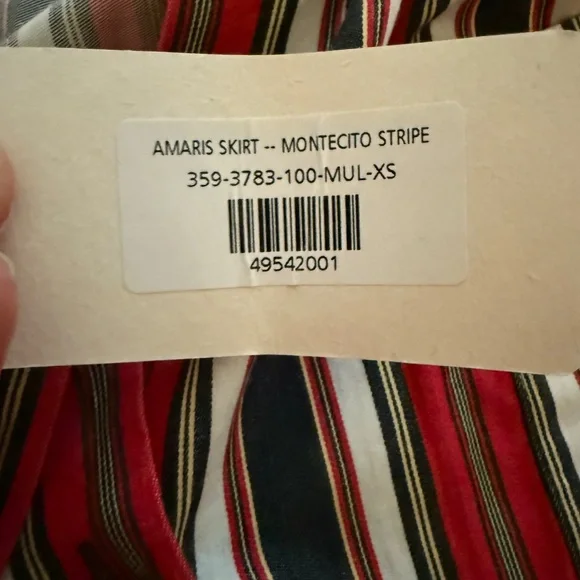 AMARIS SKIRT -- MONTECITO STRIPE
359-3783-100-MUL-XS
49542001